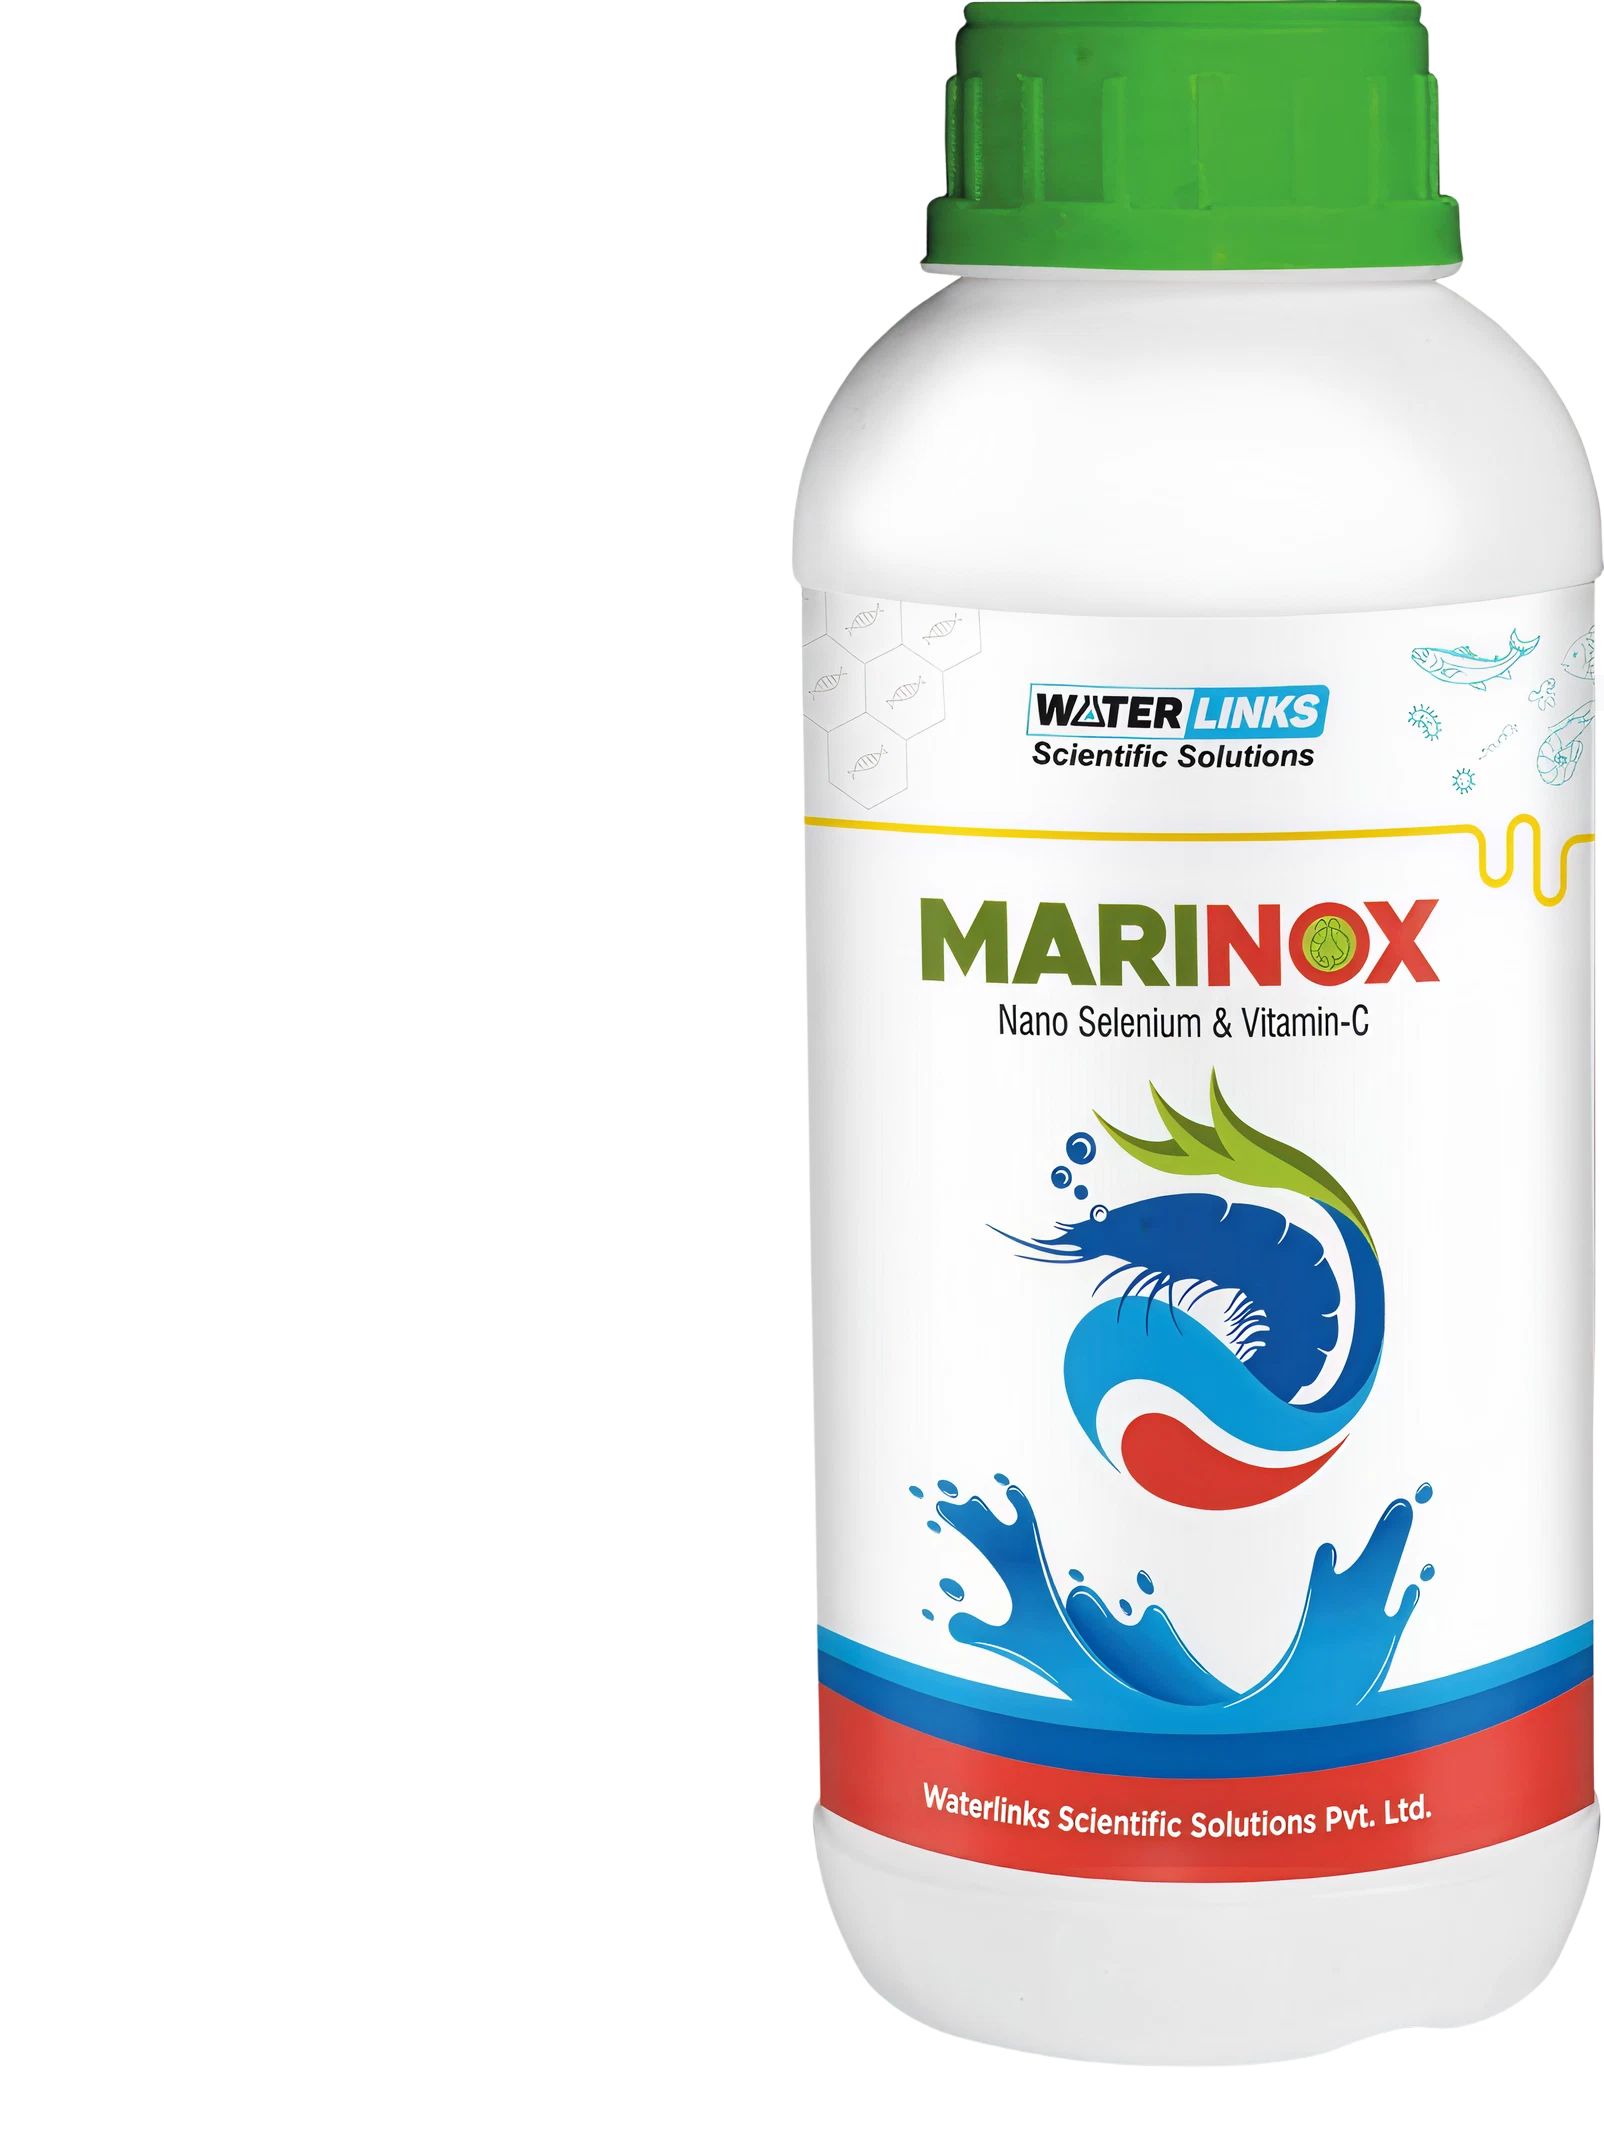 WATER LINKS
Scientific Solutions
MARINOX
Nano Selenium & Vitamin-C
Waterlinks Scientific Solutions Pvt. Ltd.